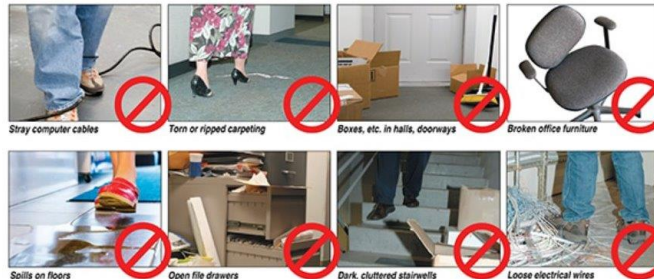 Stray computer cables
Torn or ripped carpeting
Boxes, etc. in halls, doorways
Broken office furniture
Spills on floors
Open file drawers
Dark, cluttered stairwells
Loose electrical wires